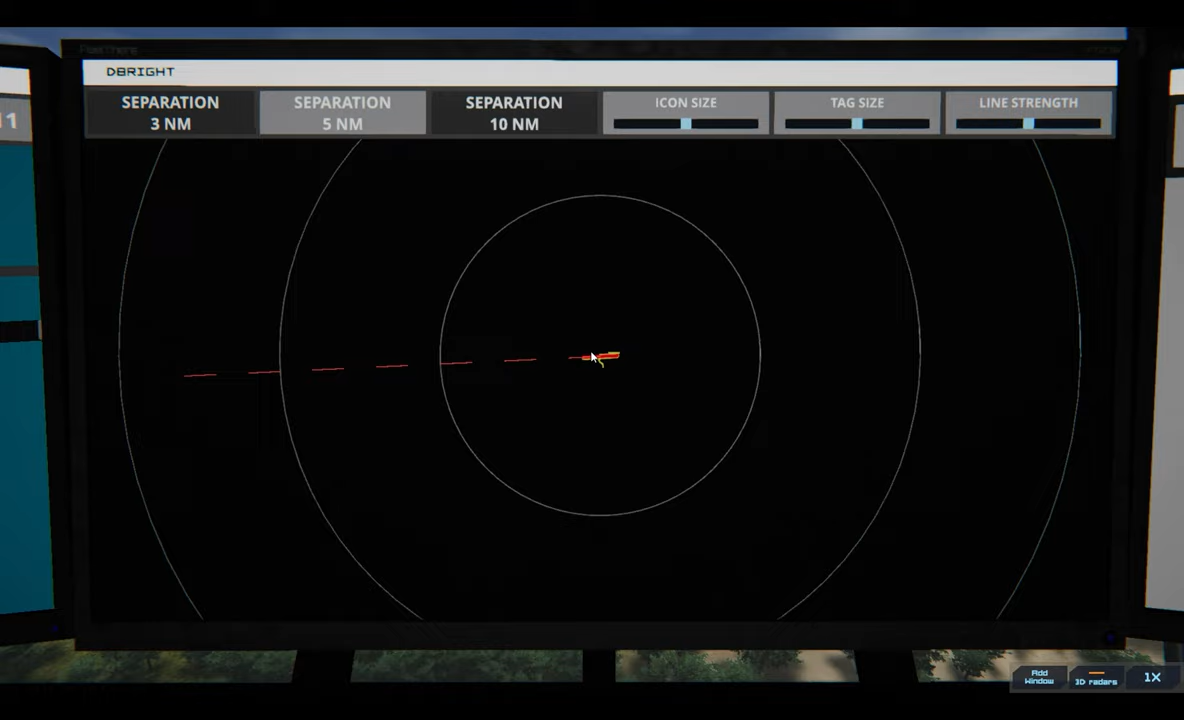 DBRIGHT
SEPARATION
3 NM
SEPARATION
5 NM
SEPARATION
10 NM
ICON SIZE
TAG SIZE
LINE STRENGTH
11
Add
Window
3D radars
1X